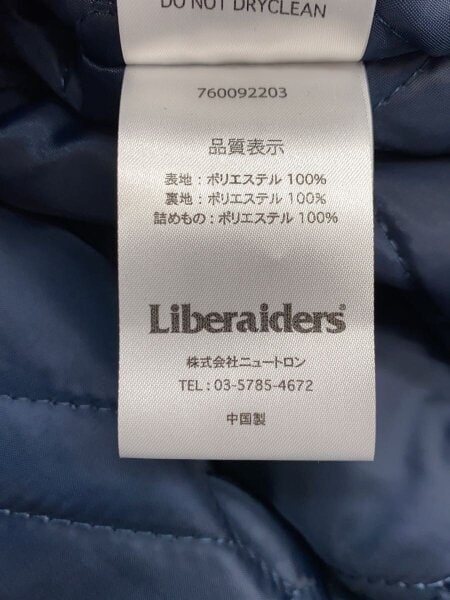 DO NOT DRYCLEAN
760092203
品質表示
表地：ポリエステル 100%
裏地：ポリエステル 100%
詰めもの：ポリエステル 100%
Liberaiders®
株式会社ニュートロン
TEL : 03-5785-4672
中国製